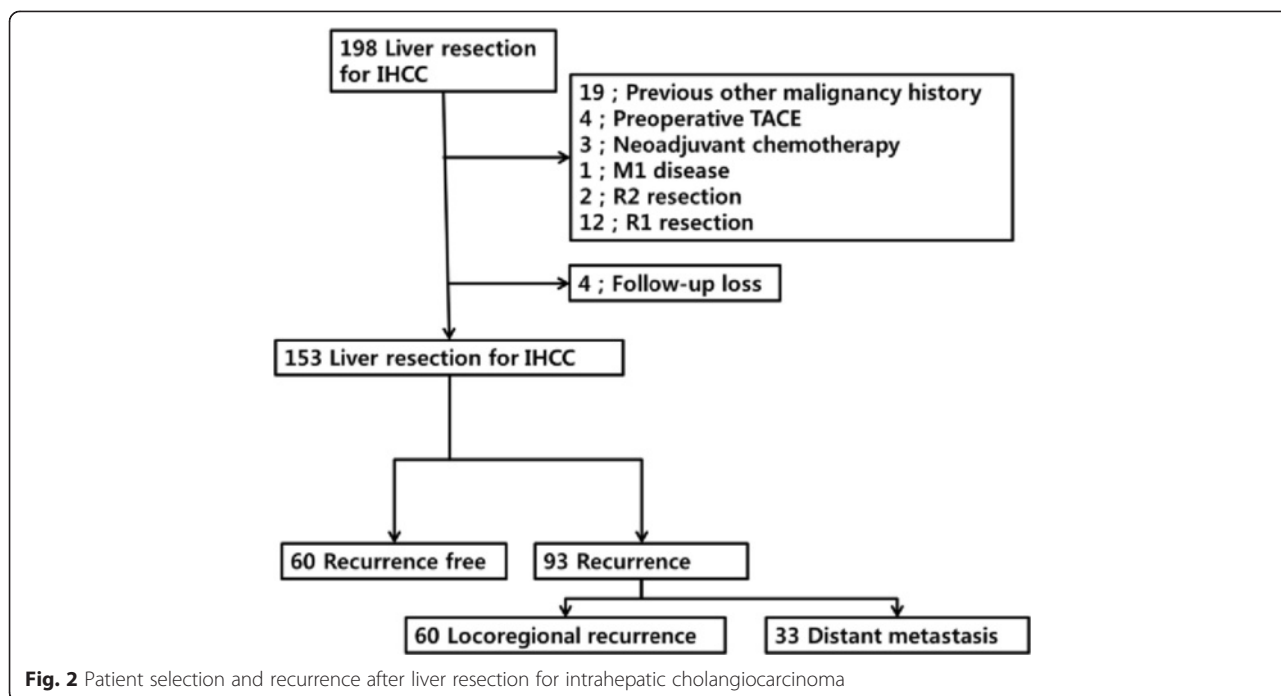 198 Liver resection
for IHCC
19 ; Previous other malignancy history
4 ; Preoperative TACE
3 ; Neoadjuvant chemotherapy
1 ; M1 disease
2 ; R2 resection
12 ; R1 resection
4 ; Follow-up loss
153 Liver resection for IHCC
60 Recurrence free
93 Recurrence
60 Locoregional recurrence
33 Distant metastasis
Fig. 2 Patient selection and recurrence after liver resection for intrahepatic cholangiocarcinoma